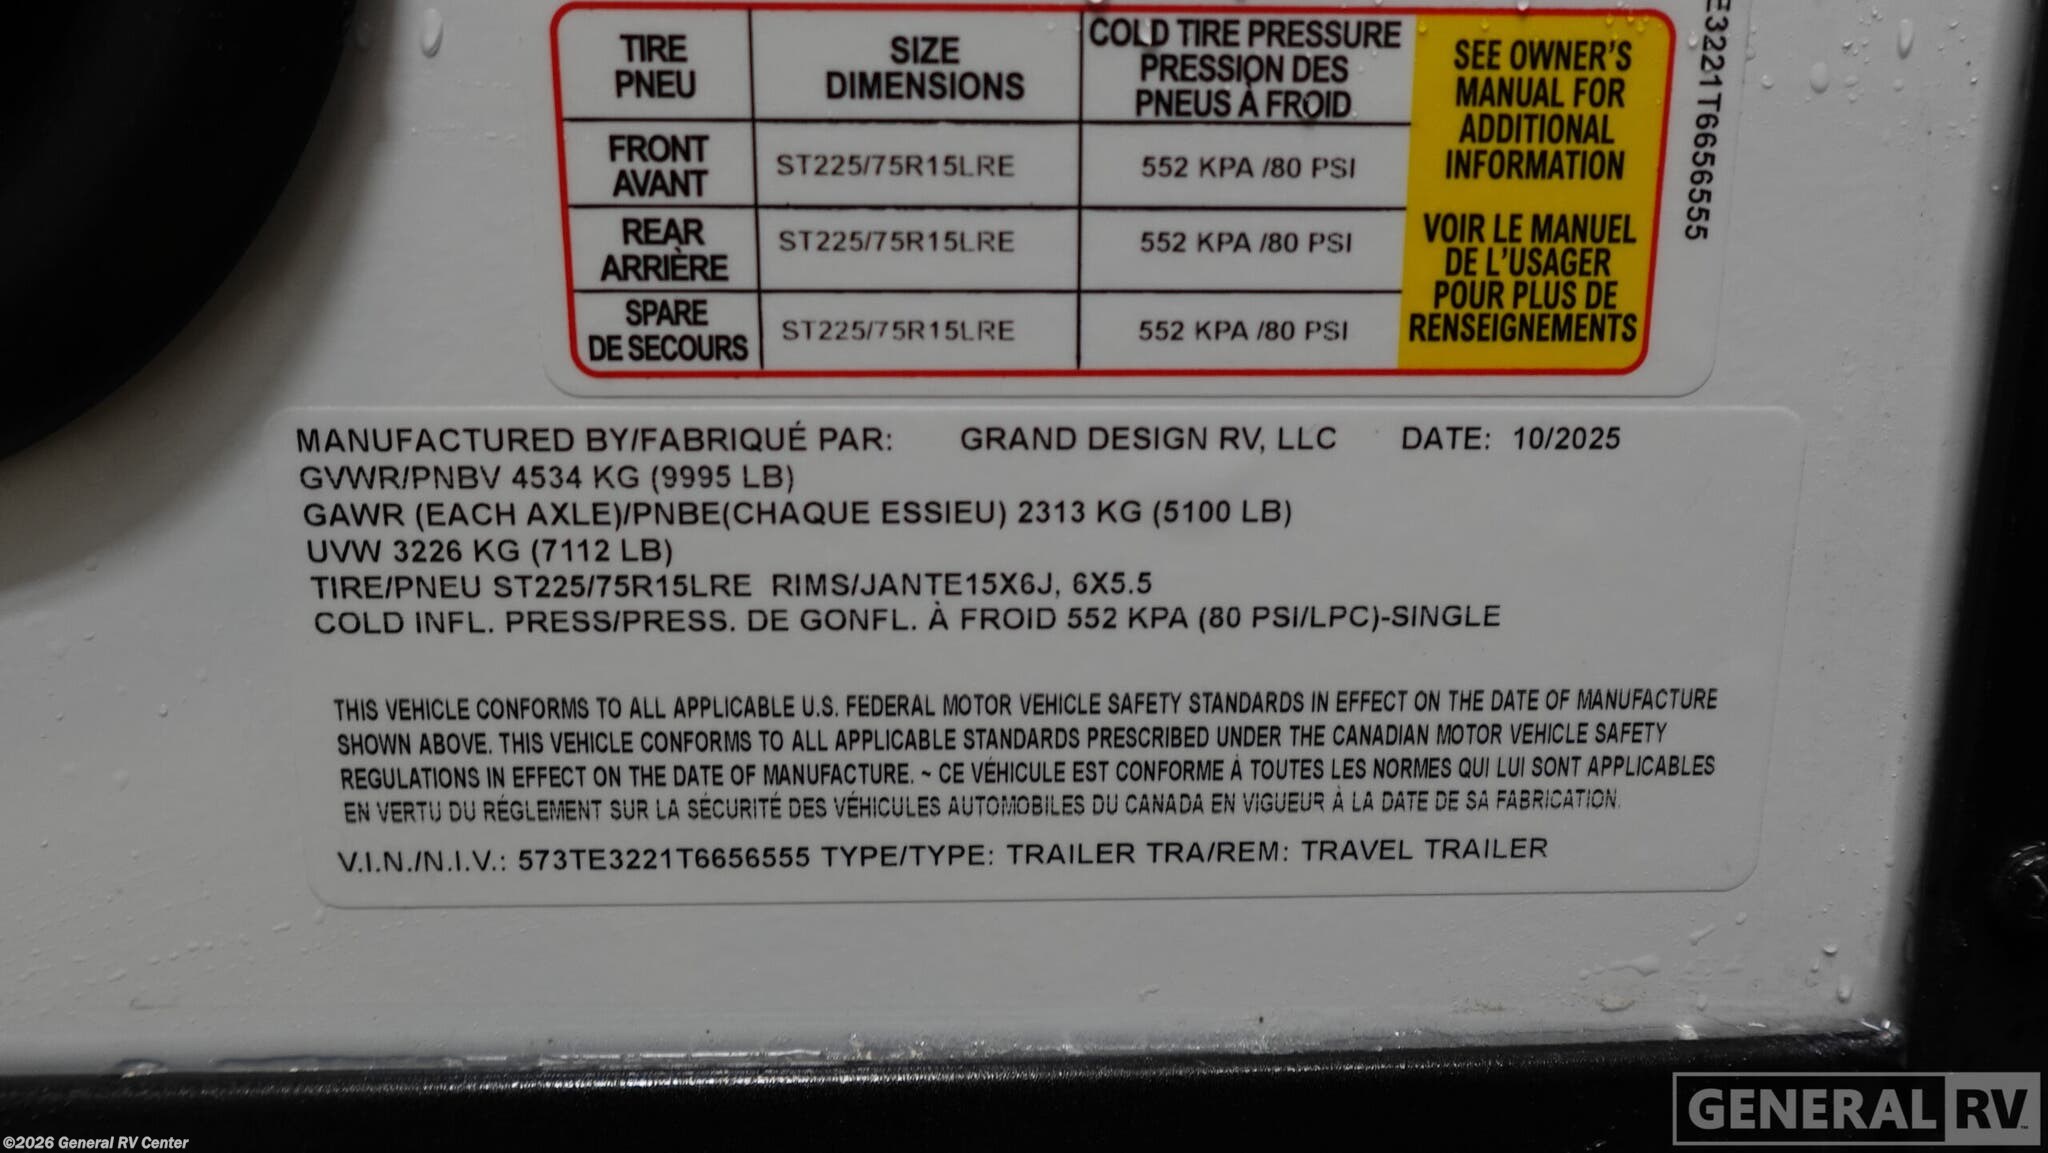 TIRE
PNEU
SIZE
DIMENSIONS
COLD TIRE PRESSURE
PRESSION DES
PNEUS À FROID
FRONT
AVANT
ST225/75R15LRE
552 KPA /80 PSI
REAR
ARRIÈRE
ST225/75R15LRE
552 KPA /80 PSI
SPARE
DE SECOURS
ST225/75R15LRE
552 KPA /80 PSI
SEE OWNER'S
MANUAL FOR
ADDITIONAL
INFORMATION
VOIR LE MANUEL
DE L'USAGER
POUR PLUS DE
RENSEIGNEMENTS
E3221T6656555
MANUFACTURED BY/FABRIQUÉ PAR: GRAND DESIGN RV, LLC DATE: 10/2025
GVWR/PNBV 4534 KG (9995 LB)
GAWR (EACH AXLE)/PNBE(CHAQUE ESSIEU) 2313 KG (5100 LB)
UVW 3226 KG (7112 LB)
TIRE/PNEU ST225/75R15LRE RIMS/JANTE15X6J, 6X5.5
COLD INFL. PRESS/PRESS. DE GONFL. À FROID 552 KPA (80 PSI/LPC)-SINGLE
THIS VEHICLE CONFORMS TO ALL APPLICABLE U.S. FEDERAL MOTOR VEHICLE SAFETY STANDARDS IN EFFECT ON THE DATE OF MANUFACTURE
SHOWN ABOVE. THIS VEHICLE CONFORMS TO ALL APPLICABLE STANDARDS PRESCRIBED UNDER THE CANADIAN MOTOR VEHICLE SAFETY
REGULATIONS IN EFFECT ON THE DATE OF MANUFACTURE. ~ CE VÉHICULE EST CONFORME À TOUTES LES NORMES QUI LUI SONT APPLICABLES
EN VERTU DU RÉGLEMENT SUR LA SÉCURITÉ DES VÉHICULES AUTOMOBILES DU CANADA EN VIGUEUR À LA DATE DE SA FABRICATION.
V.I.N./N.I.V.: 573TE3221T6656555 TYPE/TYPE: TRAILER TRA/REM: TRAVEL TRAILER
GENERAL RV
©2026 General RV Center